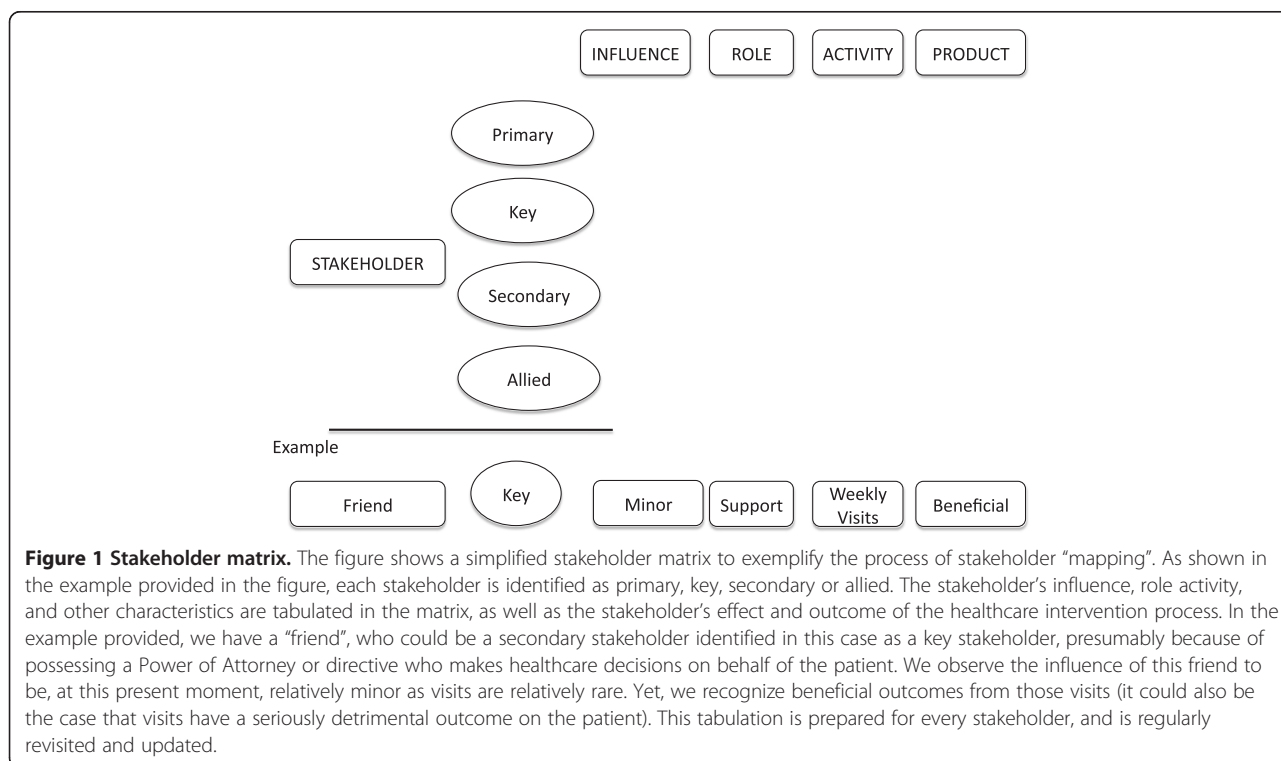 INFLUENCE ROLE ACTIVITY PRODUCT
Primary
Key
STAKEHOLDER
Secondary
Allied
Example
Friend Key Minor Support Weekly Visits Beneficial
Figure 1 Stakeholder matrix. The figure shows a simplified stakeholder matrix to exemplify the process of stakeholder “mapping”. As shown in
the example provided in the figure, each stakeholder is identified as primary, key, secondary or allied. The stakeholder’s influence, role activity,
and other characteristics are tabulated in the matrix, as well as the stakeholder’s effect and outcome of the healthcare intervention process. In the
example provided, we have a “friend”, who could be a secondary stakeholder identified in this case as a key stakeholder, presumably because of
possessing a Power of Attorney or directive who makes healthcare decisions on behalf of the patient. We observe the influence of this friend to
be, at this present moment, relatively minor as visits are relatively rare. Yet, we recognize beneficial outcomes from those visits (it could also be
the case that visits have a seriously detrimental outcome on the patient). This tabulation is prepared for every stakeholder, and is regularly
revisited and updated.